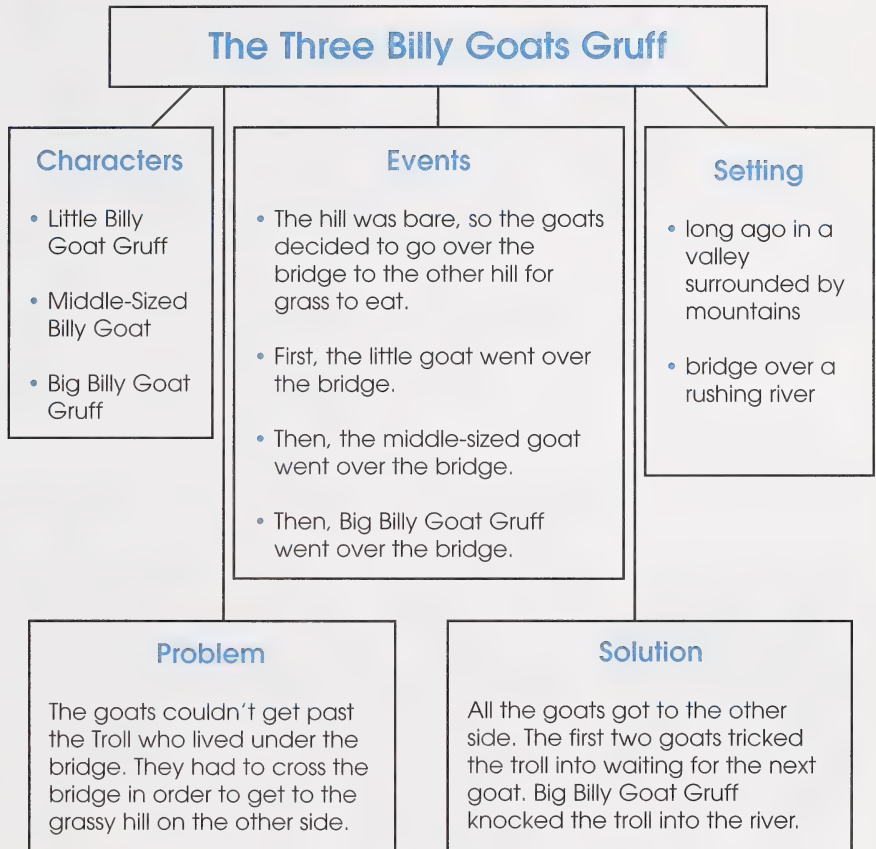 The Three Billy Goats Gruff
Characters
• Little Billy
Goat Gruff
• Middle-Sized
Billy Goat
• Big Billy Goat
Gruff
Events
• The hill was bare, so the goats
decided to go over the
bridge to the other hill for
grass to eat.
• First, the little goat went over
the bridge.
• Then, the middle-sized goat
went over the bridge.
• Then, Big Billy Goat Gruff
went over the bridge.
Setting
• long ago in a
valley
surrounded by
mountains
• bridge over a
rushing river
Problem
The goats couldn't get past
the Troll who lived under the
bridge. They had to cross the
bridge in order to get to the
grassy hill on the other side.
Solution
All the goats got to the other
side. The first two goats tricked
the troll into waiting for the next
goat. Big Billy Goat Gruff
knocked the troll into the river.